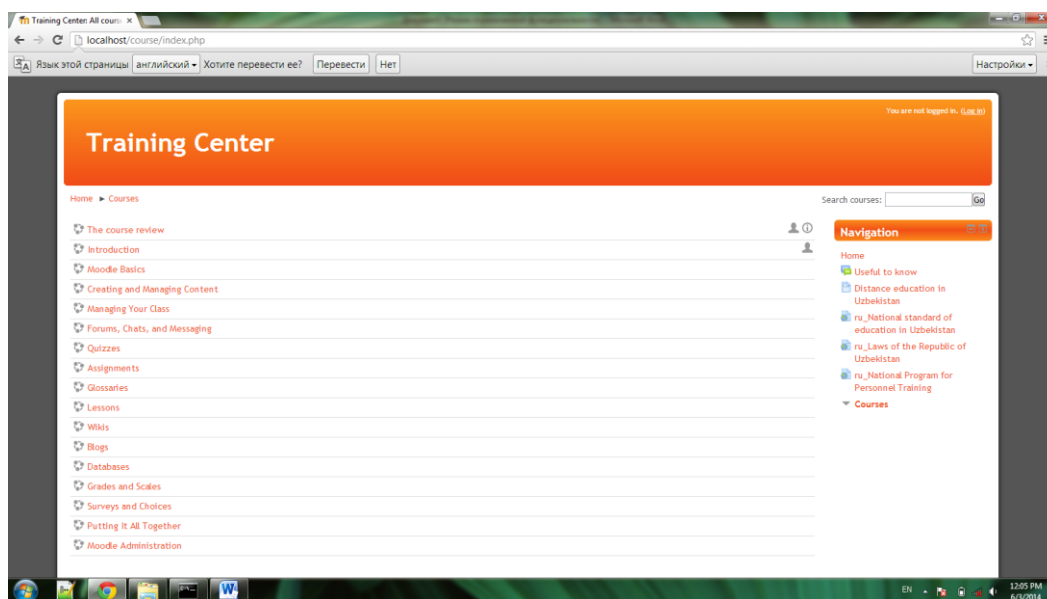 Training Center: All cours
localhost/course/index.php
Язык этой страницы английский Хотите перевести ее? Перевести Нет Настройки
You are not logged in. (Log in)
Training Center
Home ► Courses
Search courses: Go
The course review
Introduction
Moodle Basics
Creating and Managing Content
Managing Your Class
Forums, Chats, and Messaging
Quizzes
Assignments
Glossaries
Lessons
Wikis
Blogs
Databases
Grades and Scales
Surveys and Choices
Putting It All Together
Moodle Administration
Navigation
Home
Useful to know
Distance education in
Uzbekistan
ru_National standard of
education in Uzbekistan
ru_Laws of the Republic of
Uzbekistan
ru_National Program for
Personnel Training
Courses
EN
12:05 PM
6/3/2014